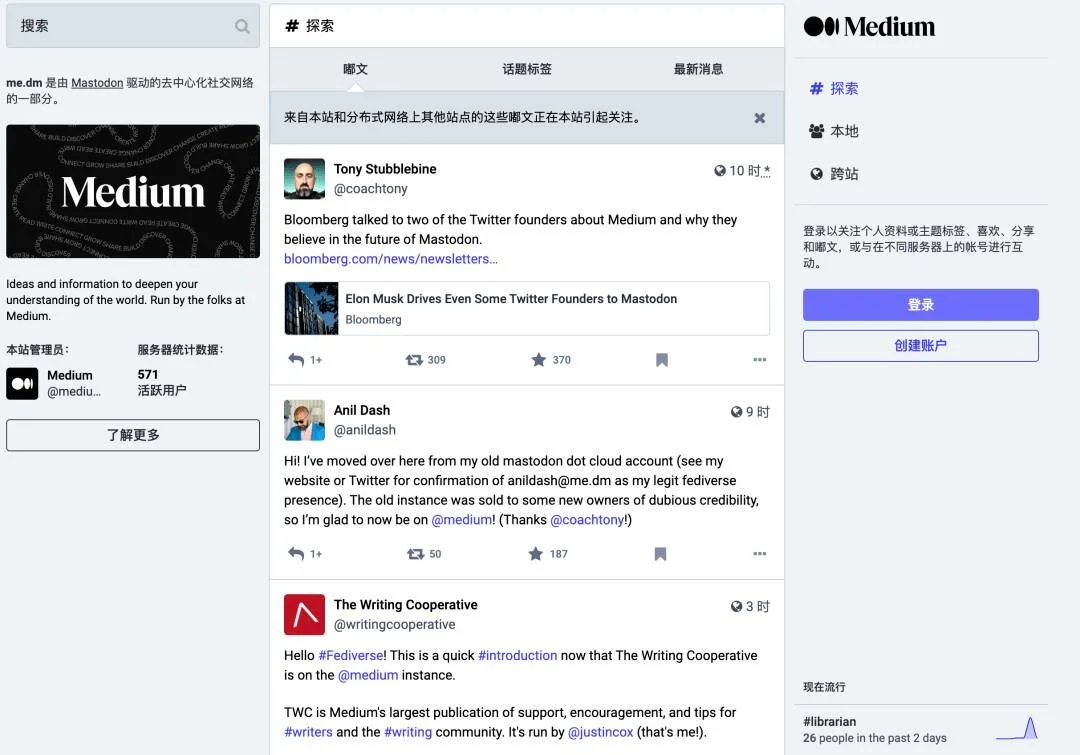 搜索
me.dm 是由 Mastodon 驱动的去中心化社交网络
的一部分。
Medium
Ideas and information to deepen your
understanding of the world. Run by the folks at
Medium.
本站管理员：
服务器统计数据：
Medium
@mediu…
571
活跃用户
了解更多
# 探索
嘟文
话题标签
最新消息
来自本站和分布式网络上其他站点的这些嘟文正在本站引起关注。
Tony Stubblebine
@coachtony
10 时 *
Bloomberg talked to two of the Twitter founders about Medium and why they
believe in the future of Mastodon.
bloomberg.com/news/newsletters…
Elon Musk Drives Even Some Twitter Founders to Mastodon
Bloomberg
1+
309
370
Anil Dash
@anildash
9 时
Hi! I’ve moved over here from my old mastodon dot cloud account (see my
website or Twitter for confirmation of anildash@me.dm as my legit fediverse
presence). The old instance was sold to some new owners of dubious credibility,
so I’m glad to now be on @medium! (Thanks @coachtony!)
1+
50
187
The Writing Cooperative
@writingcooperative
3 时
Hello #Fediverse! This is a quick #introduction now that The Writing Cooperative
is on the @medium instance.
TWC is Medium's largest publication of support, encouragement, and tips for
#writers and the #writing community. It's run by @justincox (that's me!).
Medium
# 探索
本地
跨站
登录以关注个人资料或主题标签、喜欢、分享
和嘟文，或与在不同服务器上的帐号进行互
动。
登录
创建账户
现在流行
#librarian
26 people in the past 2 days